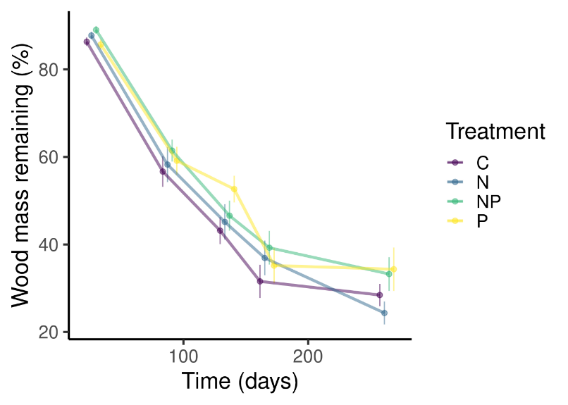 Wood mass remaining (%)
80
60
40
20
100 200
Time (days)
Treatment
C
N
NP
P